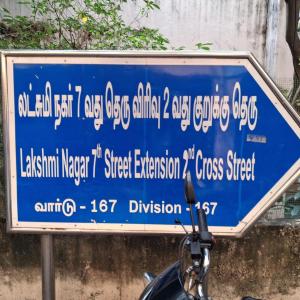 லட்சுமி நகர் 7 வது தெரு விரிவு 2 வது குறுக்கு தெரு
Lakshmi Nagar 7th Street Extension 2nd Cross Street
வார்டு - 167 Division - 167